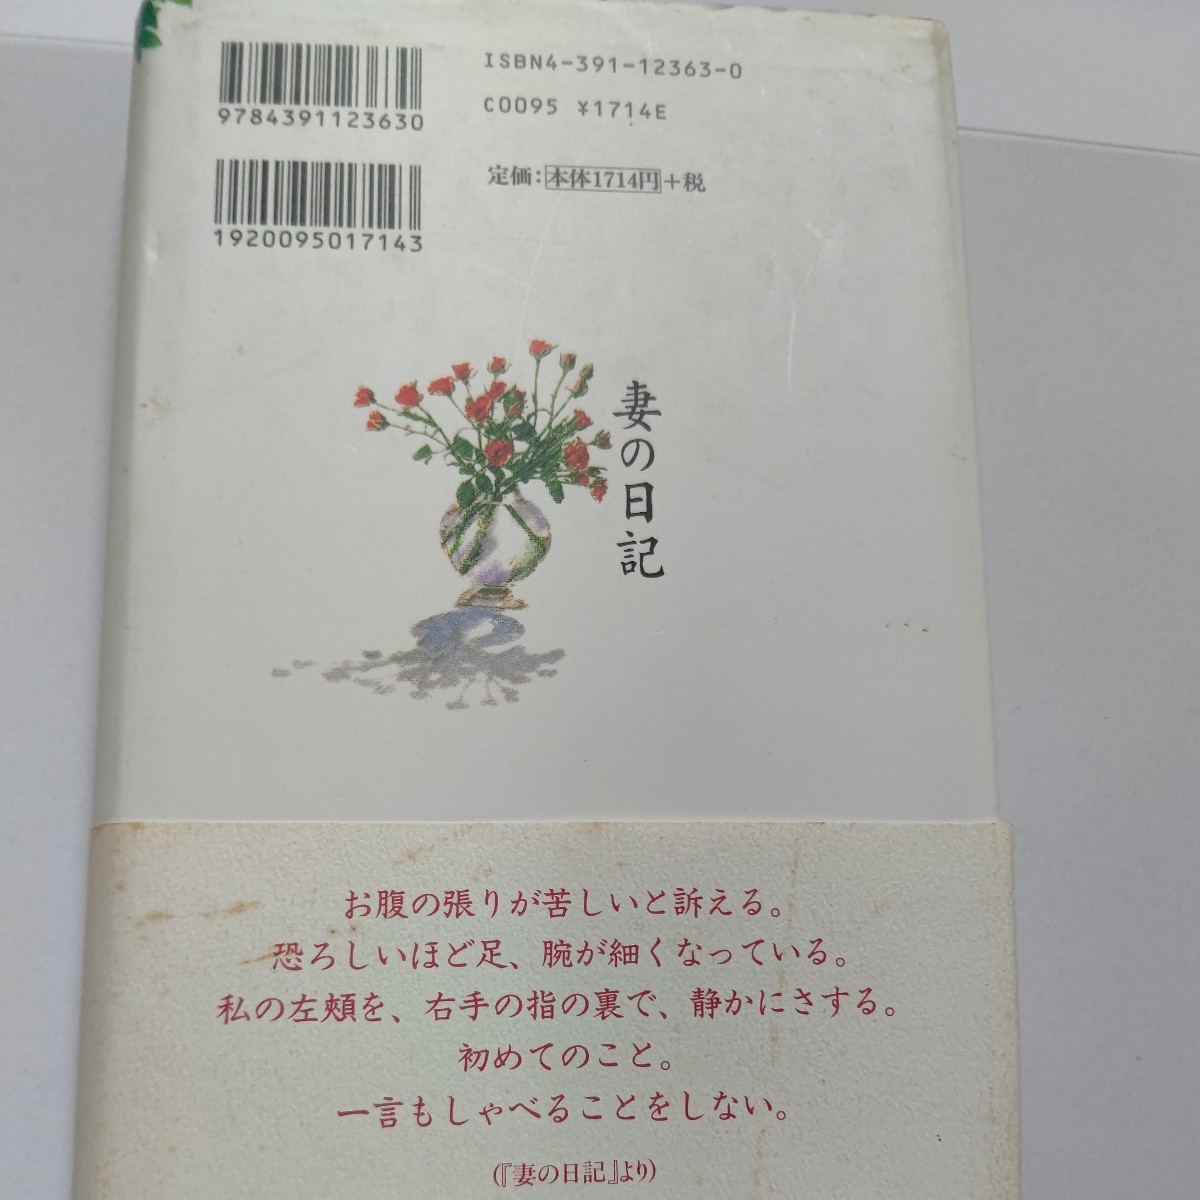 9784391123630
ISBN4-391-12363-0
C0095 ¥1714E
1920095017143
定価:本体1714円+税
妻の日記
お腹の張りが苦しいと訴える。
恐ろしいほど足、腕が細くなっている。
私の左頰を、右手の指の裏で、静かにさする。
初めてのこと。
一言もしゃべることをしない。
(『妻の日記』より)